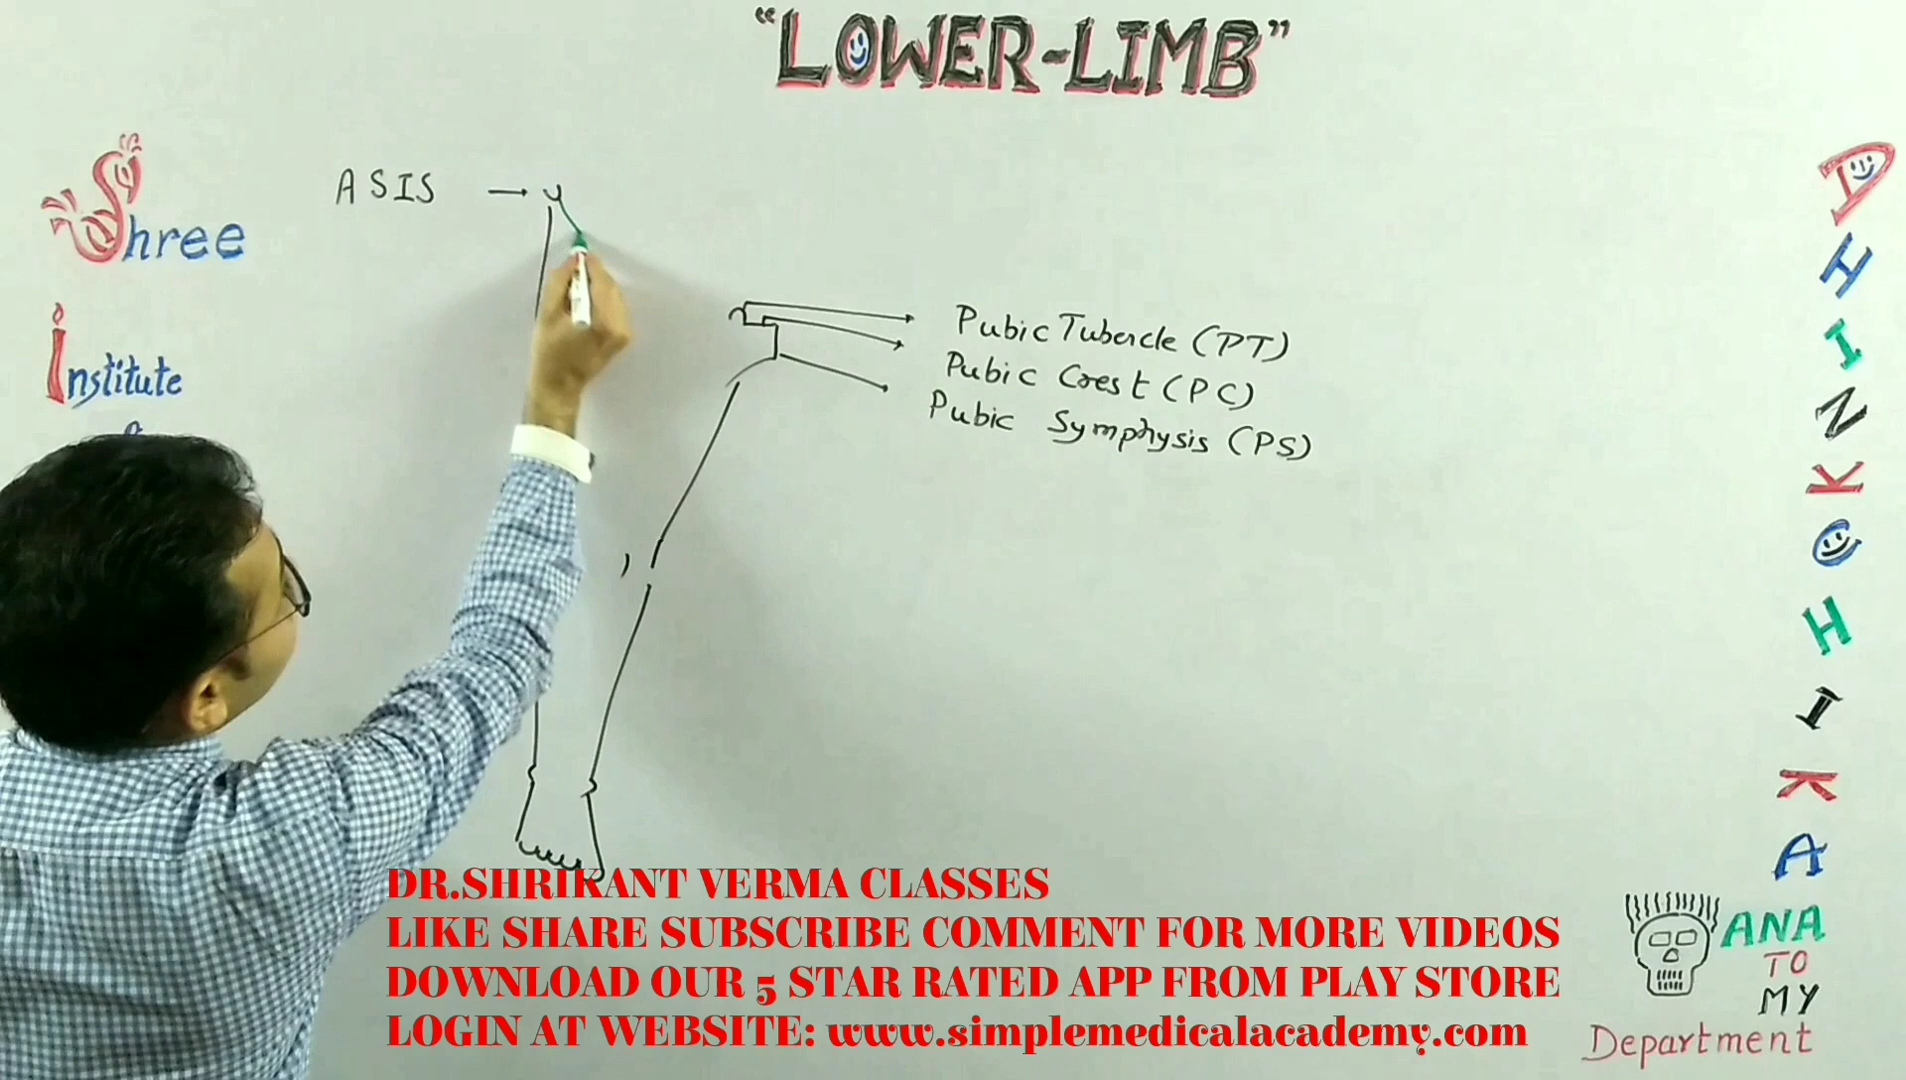 "LOWER-LIMB"
Shree
Institute
ASIS
Pubic Tubercle (PT)
Pubic Crest (PC)
Pubic Symphysis (PS)
DHINKCHIKA
ANA
TO
MY
Department
DR.SHRIKANT VERMA CLASSES
LIKE SHARE SUBSCRIBE COMMENT FOR MORE VIDEOS
DOWNLOAD OUR 5 STAR RATED APP FROM PLAY STORE
LOGIN AT WEBSITE: www.simplemedicalacademy.com